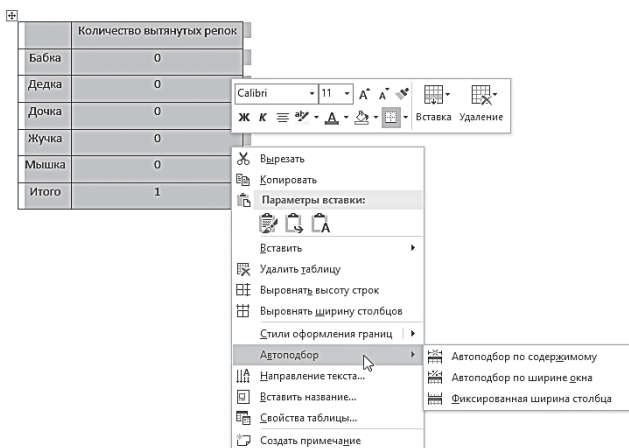 Количество вытянутых репок
Бабка 0
Дедка 0
Дочка 0
Жучка 0
Мышка 0
Итого 1
Calibri 11 A A
Ж К A Вставка Удаление
Вырезать
Копировать
Параметры вставки:
A
Вставить
Удалить таблицу
Выровнять высоту строк
Выровнять ширину столбцов
Стили оформления границ
Автоподбор
Автоподбор по содержимому
Автоподбор по ширине окна
Фиксированная ширина столбца
Направление текста...
Вставить название...
Свойства таблицы...
Создать примечание